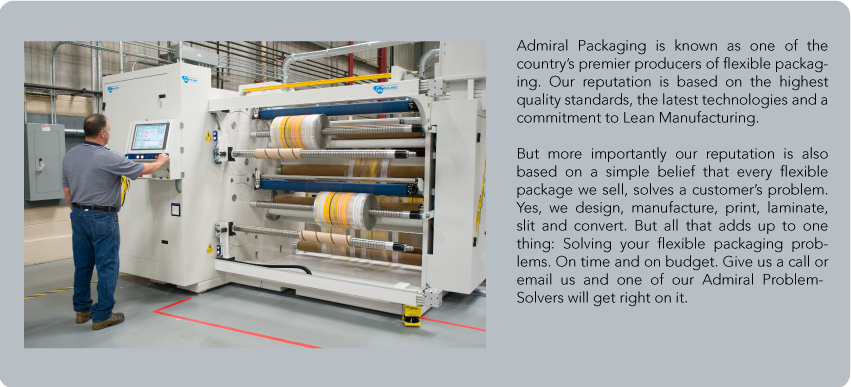 Admiral Packaging is known as one of the
country's premier producers of flexible packag-
ing. Our reputation is based on the highest
quality standards, the latest technologies and a
commitment to Lean Manufacturing.
But more importantly our reputation is also
based on a simple belief that every flexible
package we sell, solves a customer's problem.
Yes, we design, manufacture, print, laminate,
slit and convert. But all that adds up to one
thing: Solving your flexible packaging prob-
lems. On time and on budget. Give us a call or
email us and one of our Admiral Problem-
Solvers will get right on it.